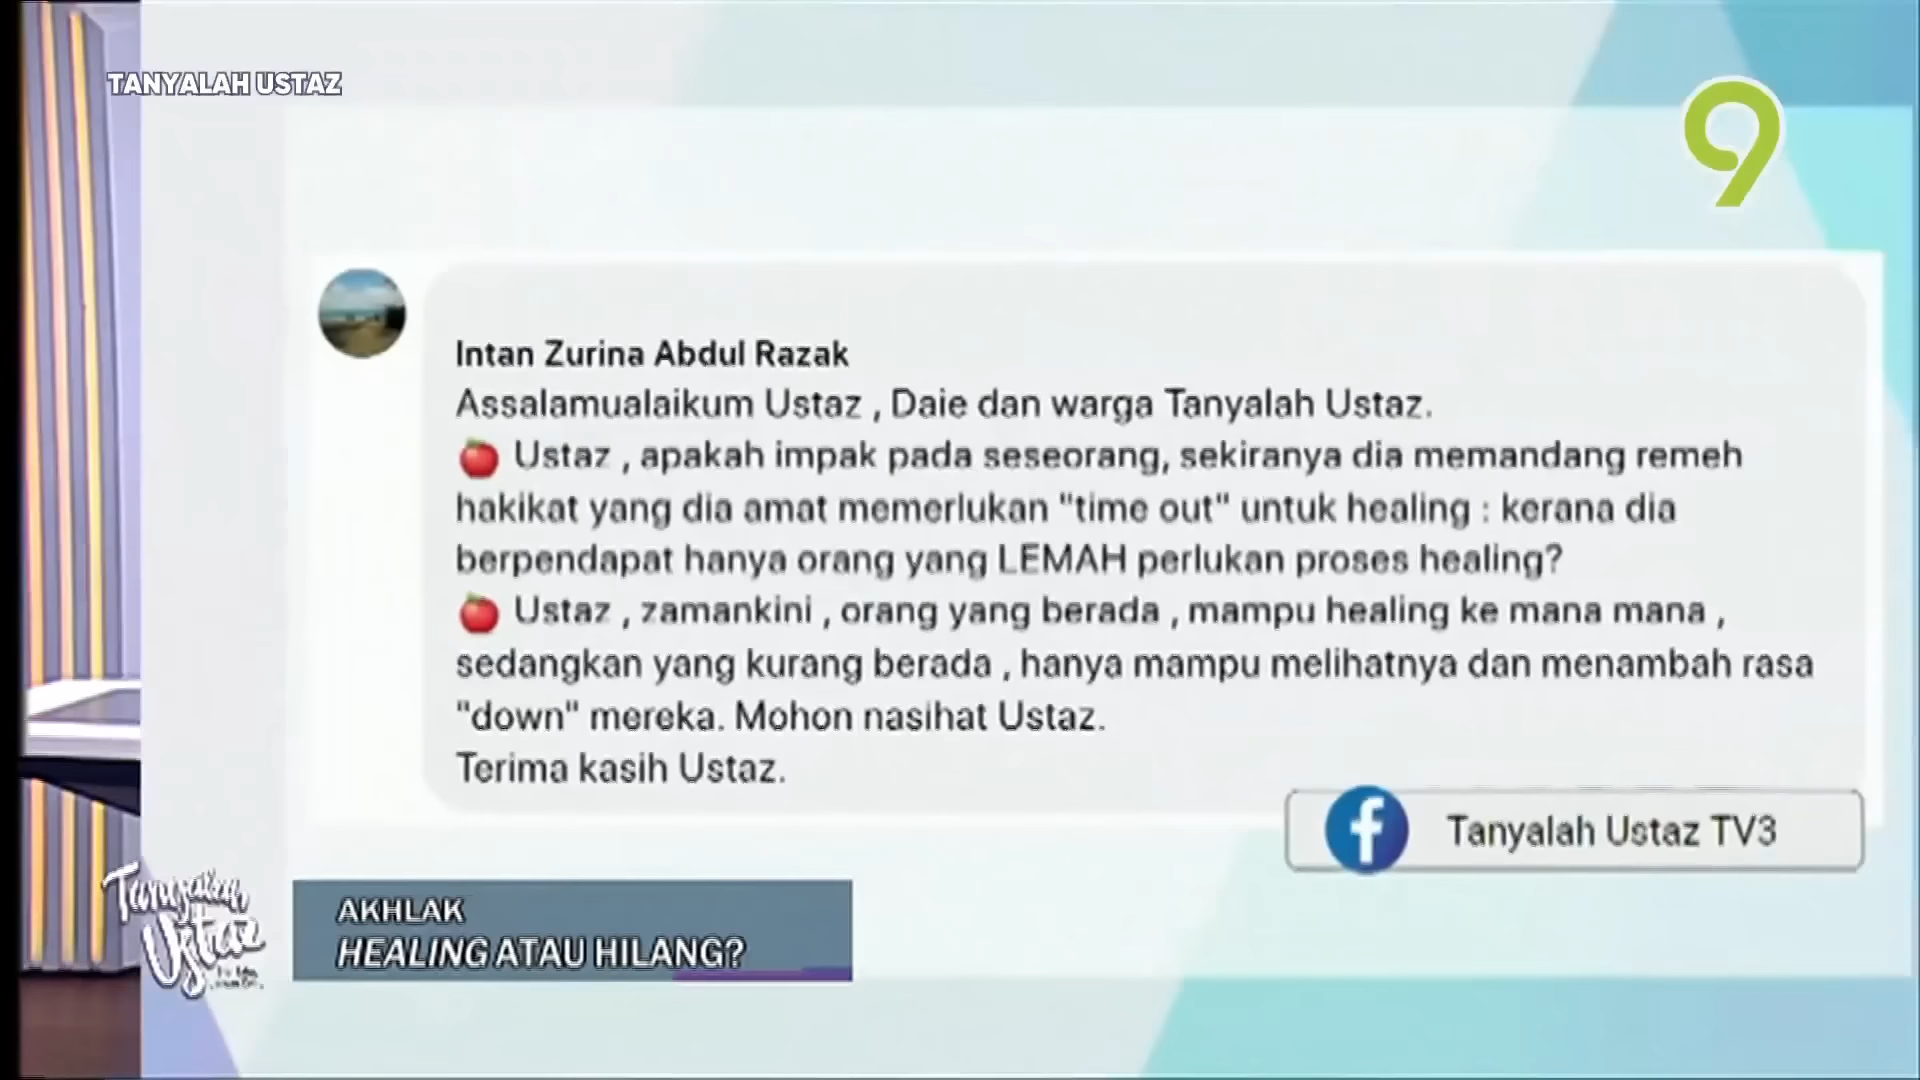 TANYALAH USTAZ
9
Intan Zurina Abdul Razak
Assalamualaikum Ustaz , Daie dan warga Tanyalah Ustaz.
🍎 Ustaz , apakah impak pada seseorang, sekiranya dia memandang remeh
hakikat yang dia amat memerlukan "time out" untuk healing : kerana dia
berpendapat hanya orang yang LEMAH perlukan proses healing?
🍎 Ustaz , zamankini , orang yang berada , mampu healing ke mana mana ,
sedangkan yang kurang berada , hanya mampu melihatnya dan menambah rasa
"down" mereka. Mohon nasihat Ustaz.
Terima kasih Ustaz.
Tanyalah Ustaz TV3
Tanyalah
Ustaz
AKHLAK
HEALING ATAU HILANG?